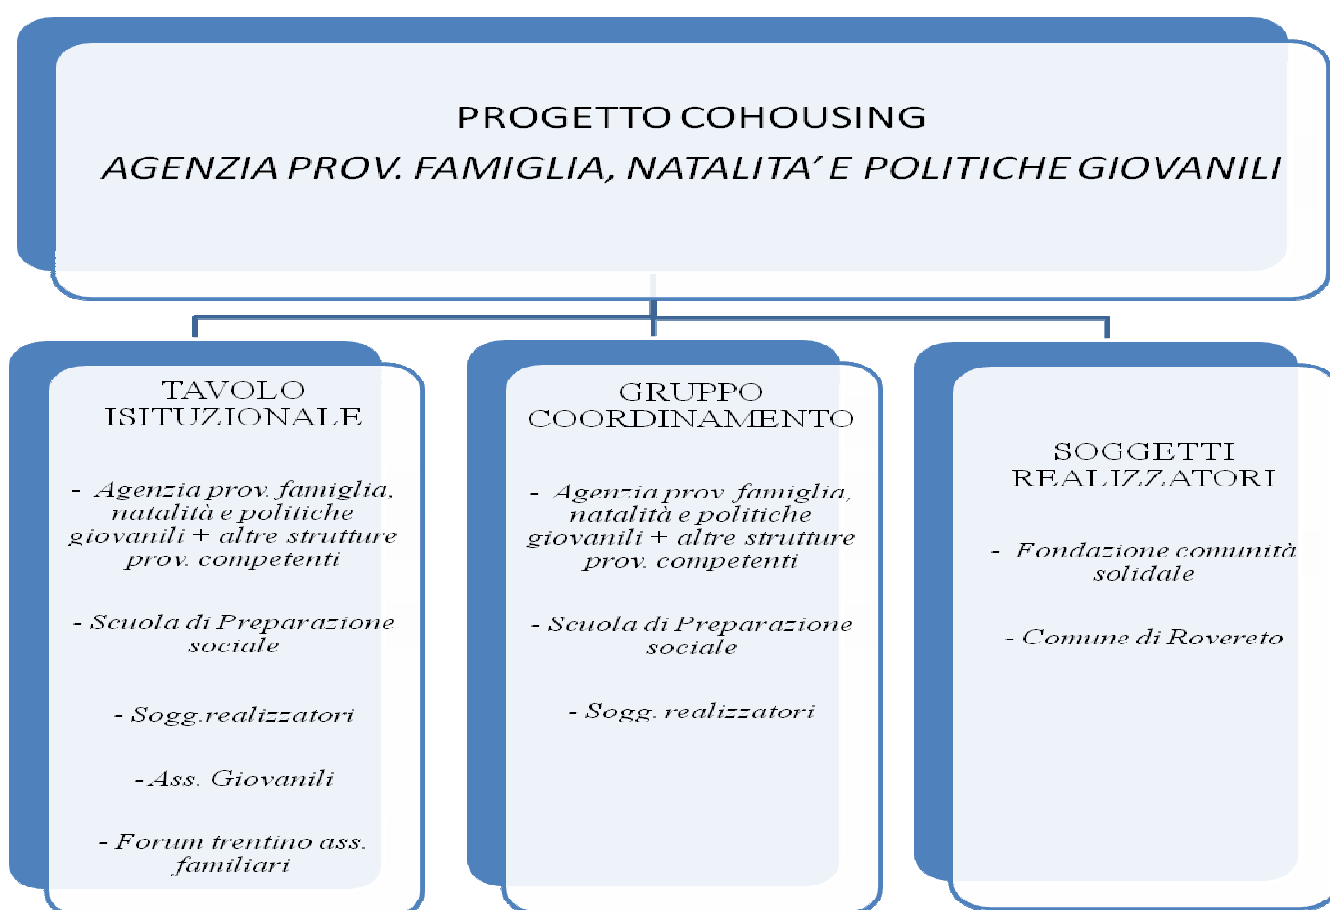 PROGETTO COHOUSING
AGENZIA PROV. FAMIGLIA, NATALITA’ E POLITICHE GIOVANILI
TAVOLO
ISITUZIONALE
- Agenzia prov. famiglia,
natalità e politiche
giovanili + altre strutture
prov. competenti
- Scuola di Preparazione
sociale
- Sogg.realizzatori
-Ass. Giovanili
- Forum trentino ass.
familiari
GRUPPO
COORDINAMENTO
- Agenzia prov. famiglia,
natalità e politiche
giovanili + altre strutture
prov. competenti
- Scuola di Preparazione
sociale
- Sogg. realizzatori
SOGGETTI
REALIZZATORI
- Fondazione comunità
solidale
- Comune di Rovereto